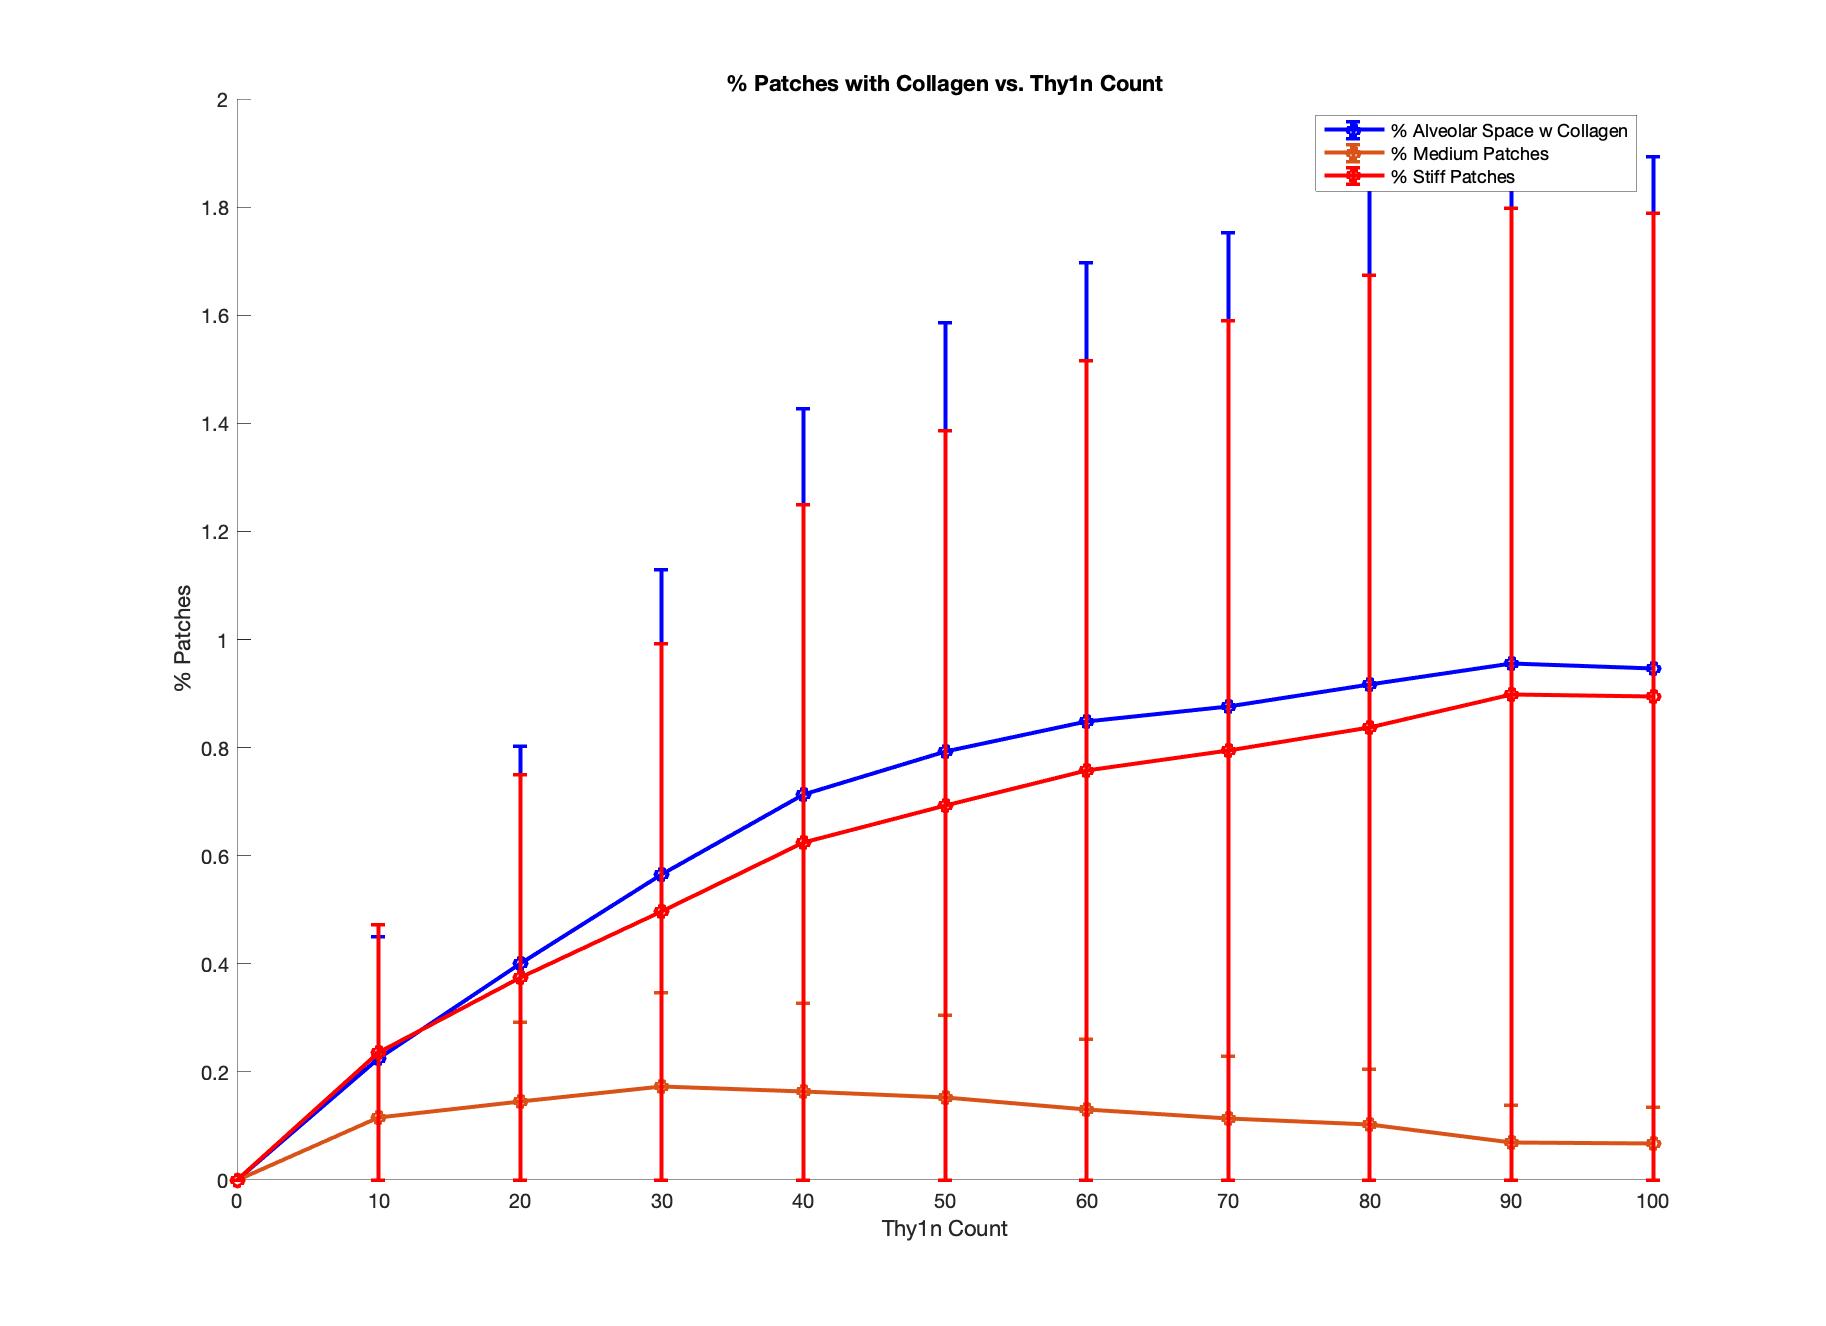 % Patches with Collagen vs. Thy1n Count
% Alveolar Space w Collagen
% Medium Patches
% Stiff Patches
2
1.8
1.6
1.4
1.2
1
0.8
0.6
0.4
0.2
0
% Patches
0 10 20 30 40 50 60 70 80 90 100
Thy1n Count